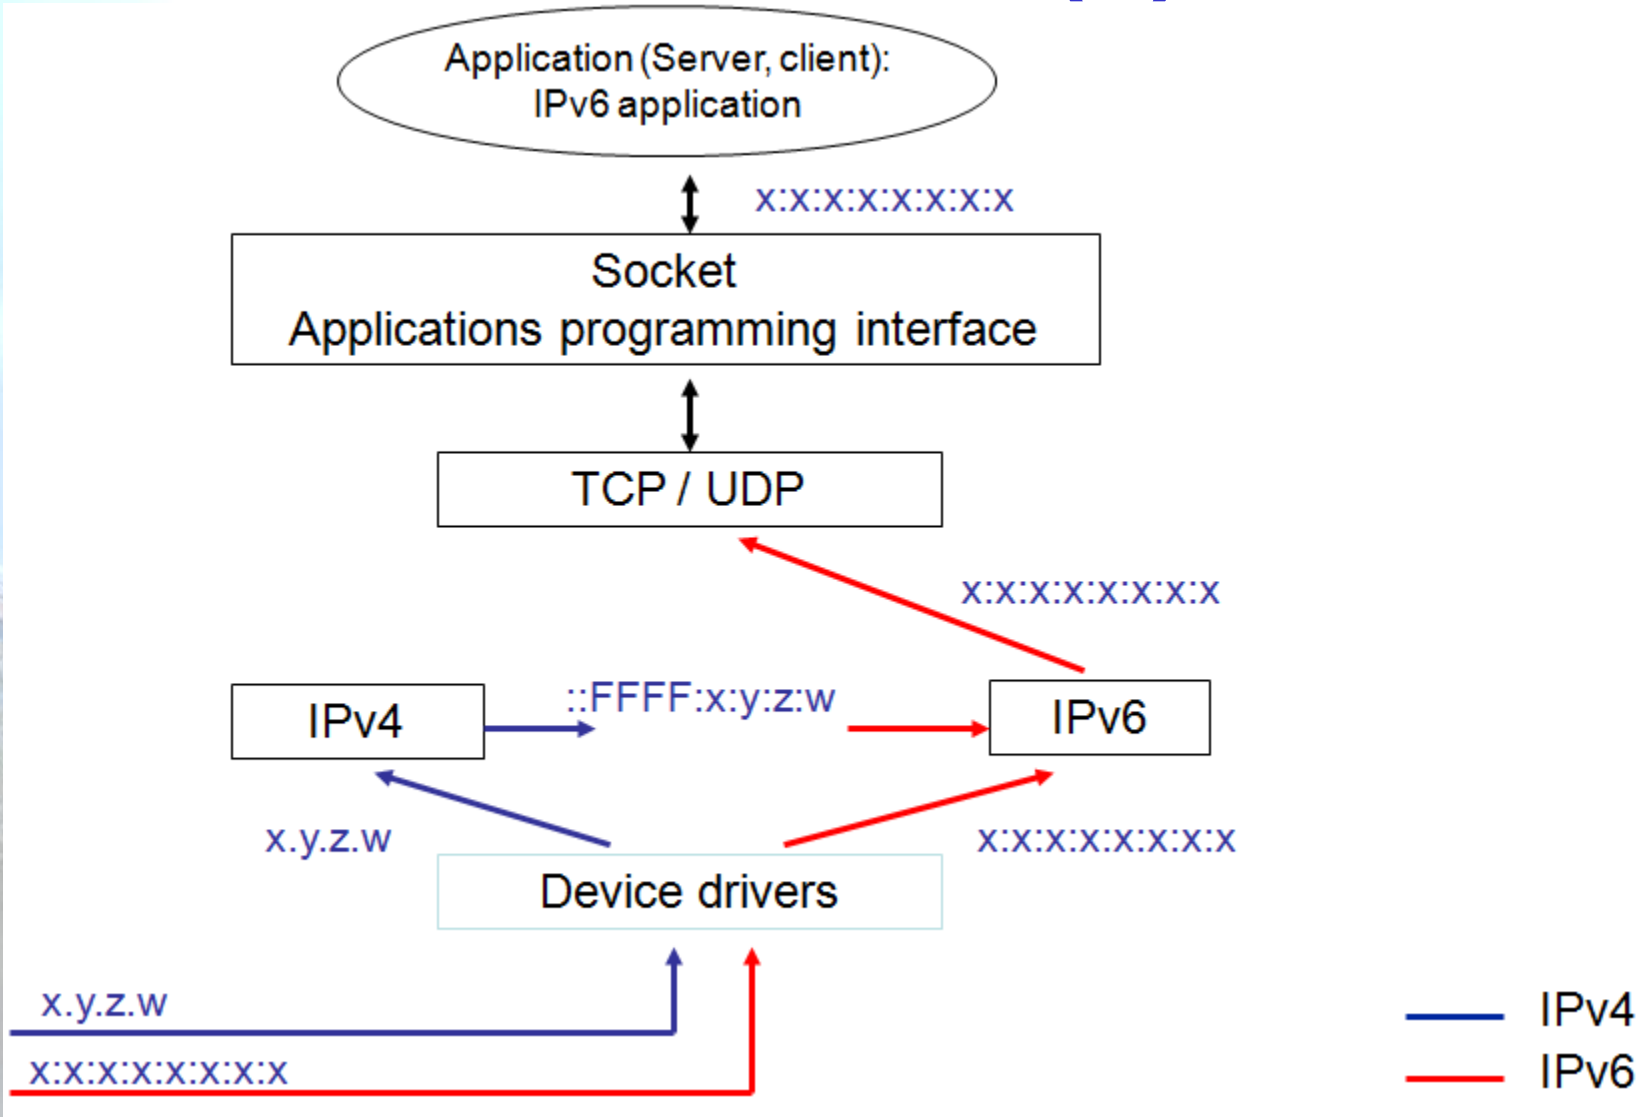 Application (Server, client):
IPv6 application
x:x:x:x:x:x:x:x
Socket
Applications programming interface
TCP / UDP
x:x:x:x:x:x:x:x
IPv4
::FFFF:x:y:z:w
IPv6
x.y.z.w
x:x:x:x:x:x:x:x
Device drivers
x.y.z.w
x:x:x:x:x:x:x:x
IPv4
IPv6